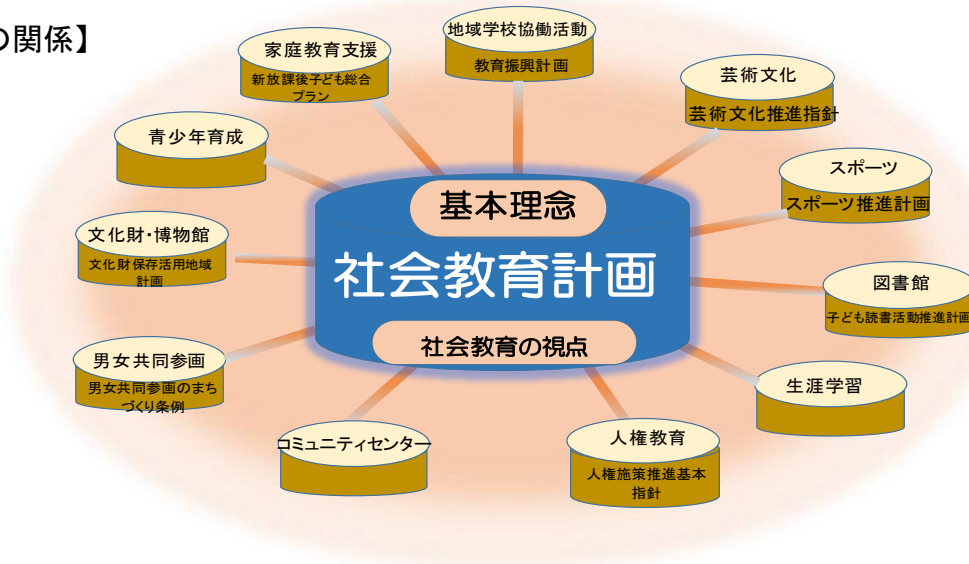 の関係】
地域学校協働活動
教育振興計画
家庭教育支援
新放課後子ども総合
プラン
芸術文化
芸術文化推進指針
青少年育成
スポーツ
スポーツ推進計画
基本理念
文化財・博物館
文化財保存活用地域
計画
社会教育計画
図書館
子ども読書活動推進計画
社会教育の視点
男女共同参画
男女共同参画のまち
づくり条例
生涯学習
コミュニティセンター
人権教育
人権施策推進基本
指針